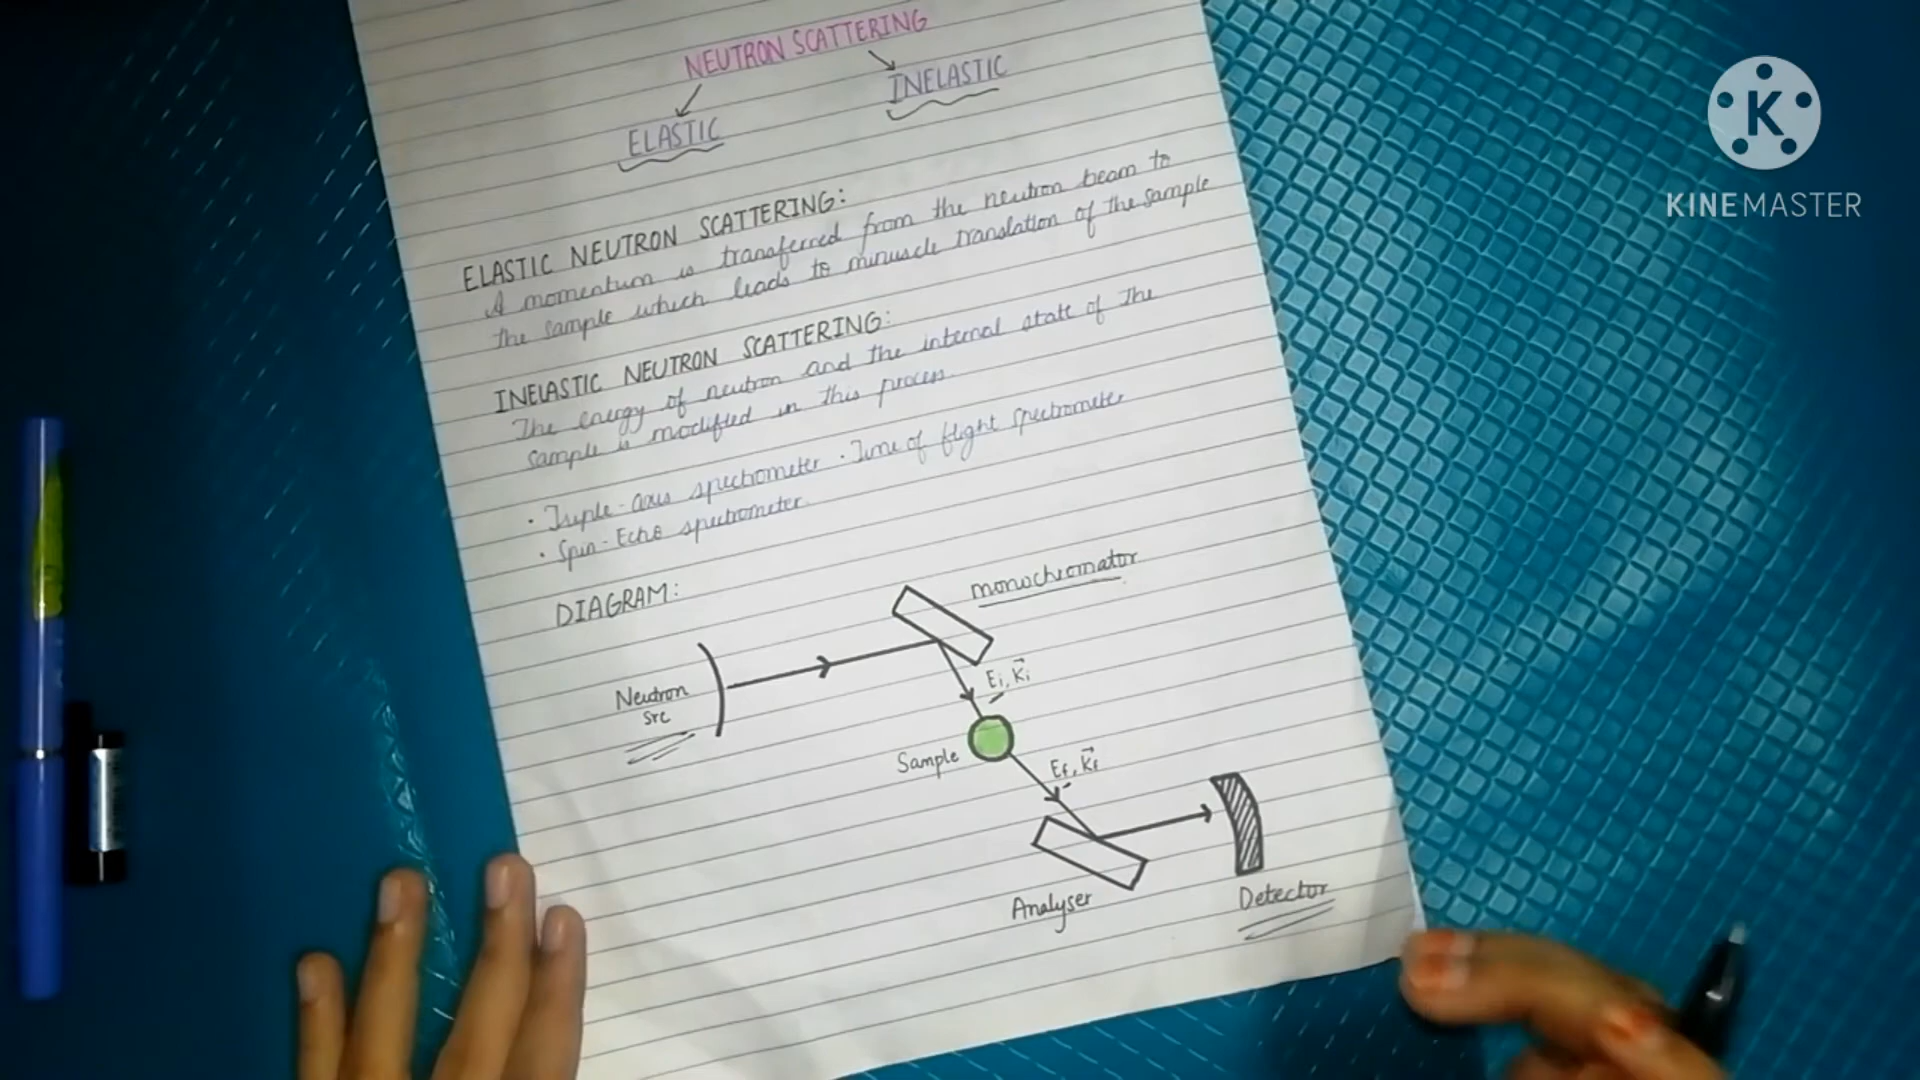 NEUTRON SCATTERING
ELASTIC
INELASTIC
ELASTIC NEUTRON SCATTERING:
A momentum is transferred from the neutron beam to
the sample which leads to minuscle translation of the sample
INELASTIC NEUTRON SCATTERING:
The energy of neutron and the internal state of the
sample is modified in this process.
· Triple-axis spectrometer · Time of flight spectrometer
· Spin-Echo spectrometer.
DIAGRAM:
monochromator
Neutron
src
Ei, K⃗i
Sample
Ef, K⃗f
Analyser
Detector
K
KINEMASTER